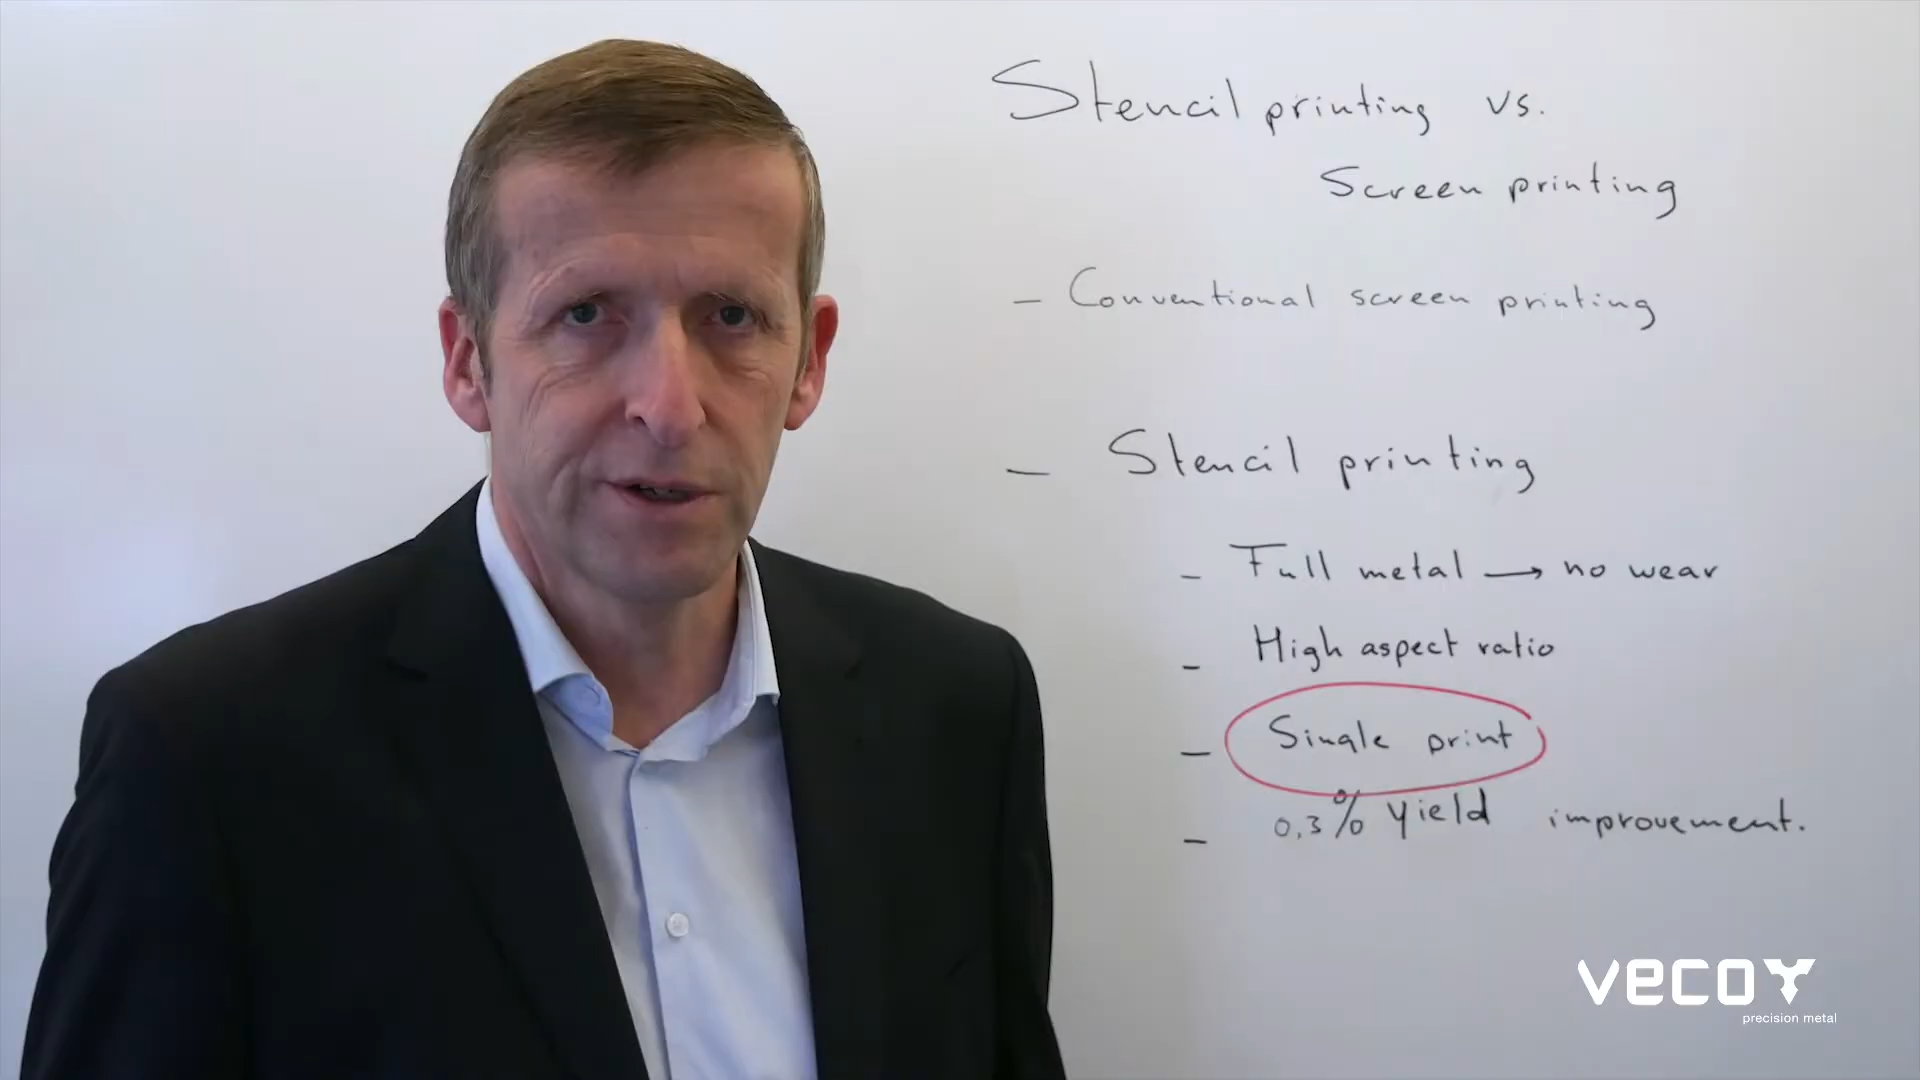 Stencil printing vs.
Screen printing
- Conventional screen printing
- Stencil printing
- Full metal → no wear
- High aspect ratio
- Single print
- 0,3% yield improvement.
VECO
precision metal